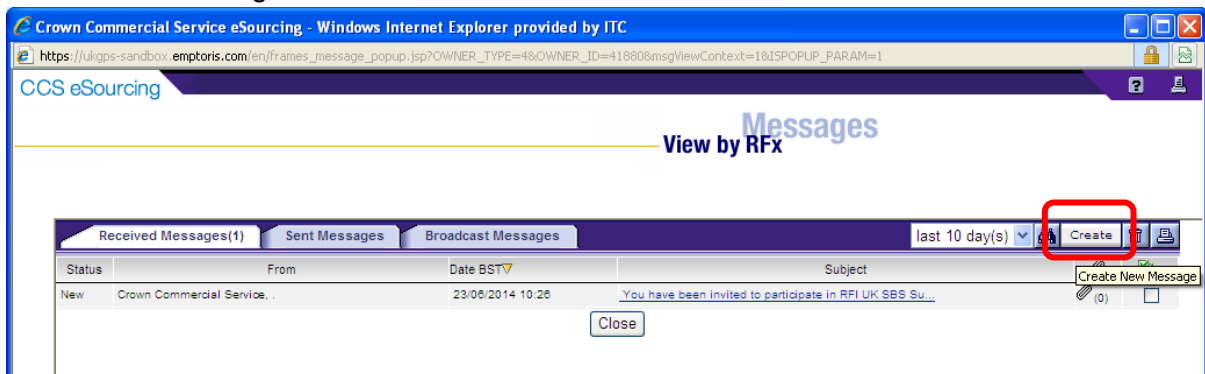 Crown Commercial Service eSourcing - Windows Internet Explorer provided by ITC
https://ukgps-sandbox.emptoris.com/en/frames_message_popup.jsp?OWNER_TYPE=4&OWNER_ID=41880&msgViewContext=1&ISPOPUP_PARAM=1
CCS eSourcing
?
Messages
View by RFx
Received Messages(1) Sent Messages Broadcast Messages last 10 day(s) Create
Status From Date BST Subject
Create New Message
New Crown Commercial Service, . 23/06/2014 10:26 You have been invited to participate in RFI UK SBS Su... (0)
Close